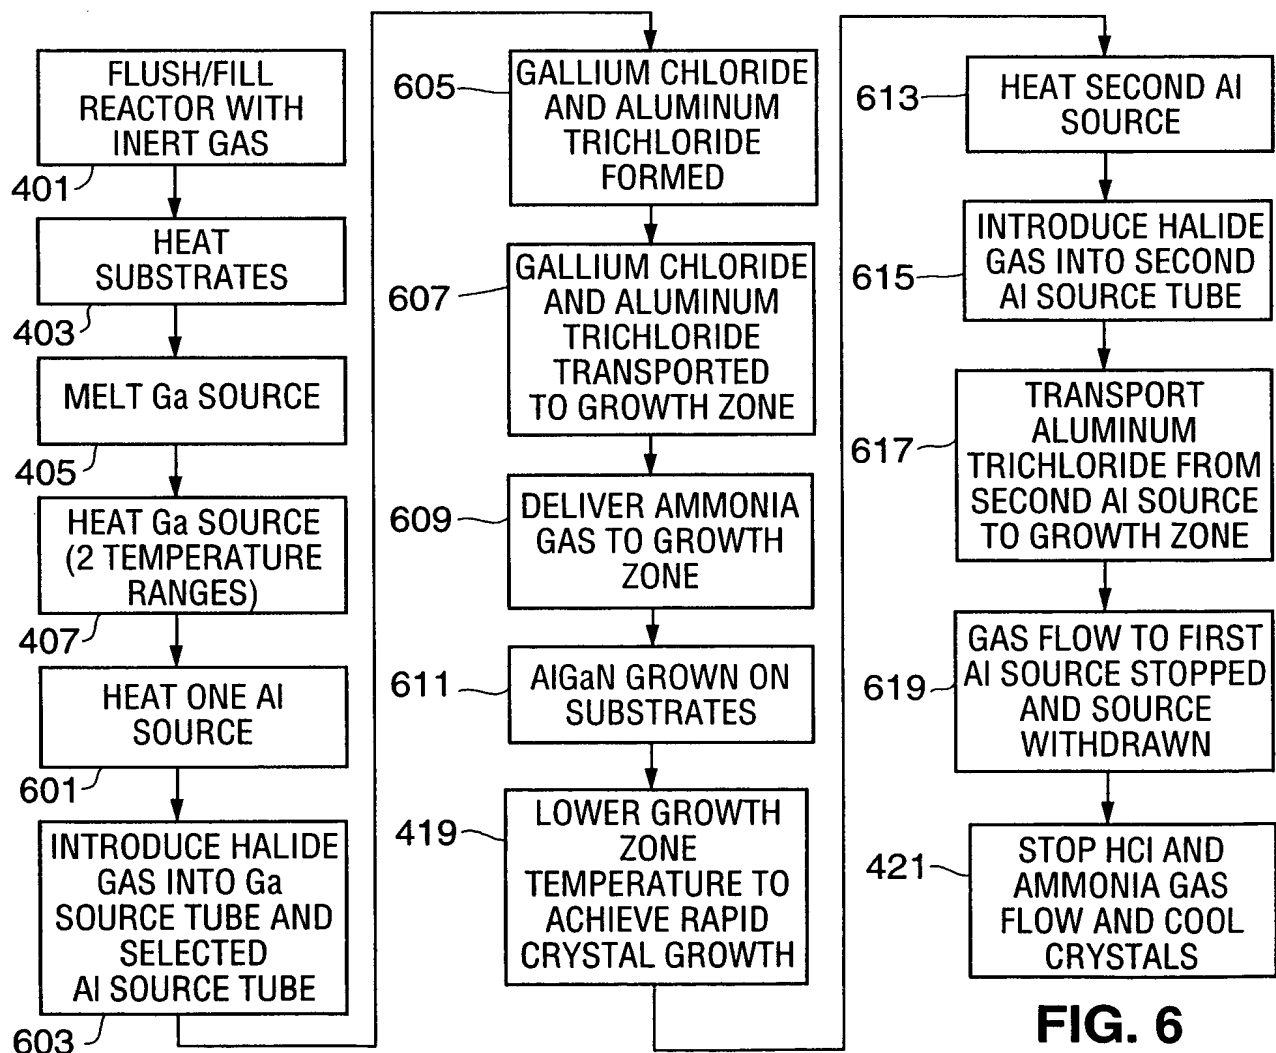 FLUSH/FILL
REACTOR WITH
INERT GAS
401
HEAT
SUBSTRATES
403
MELT Ga SOURCE
405
HEAT Ga SOURCE
(2 TEMPERATURE
RANGES)
407
HEAT ONE Al
SOURCE
601
INTRODUCE HALIDE
GAS INTO Ga
SOURCE TUBE AND
SELECTED
Al SOURCE TUBE
603
605
GALLIUM CHLORIDE
AND ALUMINUM
TRICHLORIDE
FORMED
607
GALLIUM CHLORIDE
AND ALUMINUM
TRICHLORIDE
TRANSPORTED
TO GROWTH ZONE
609
DELIVER AMMONIA
GAS TO GROWTH
ZONE
611
AlGaN GROWN ON
SUBSTRATES
419
LOWER GROWTH
ZONE
TEMPERATURE TO
ACHIEVE RAPID
CRYSTAL GROWTH
613
HEAT SECOND Al
SOURCE
615
INTRODUCE HALIDE
GAS INTO SECOND
Al SOURCE TUBE
617
TRANSPORT
ALUMINUM
TRICHLORIDE FROM
SECOND Al SOURCE
TO GROWTH ZONE
619
GAS FLOW TO FIRST
Al SOURCE STOPPED
AND SOURCE
WITHDRAWN
421
STOP HCl AND
AMMONIA GAS
FLOW AND COOL
CRYSTALS
FIG. 6